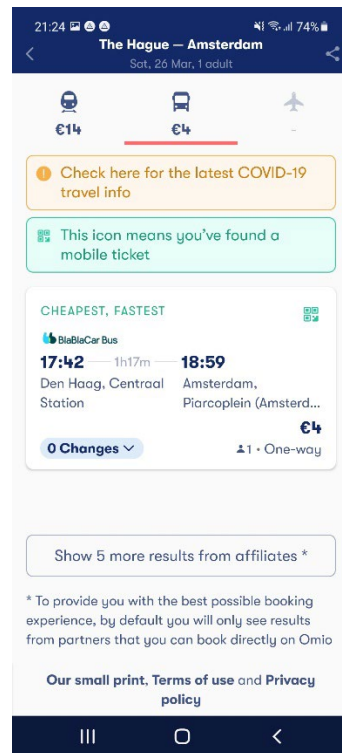 21:24 74%
The Hague — Amsterdam
Sat, 26 Mar, 1 adult
€14 €4 -
Check here for the latest COVID-19
travel info
This icon means you've found a
mobile ticket
CHEAPEST, FASTEST
BlaBlaCar Bus
17:42 1h17m 18:59
Den Haag, Centraal Amsterdam,
Station Piarcoplein (Amsterd...
€4
0 Changes 1 • One-way
Show 5 more results from affiliates *
* To provide you with the best possible booking
experience, by default you will only see results
from partners that you can book directly on Omio
Our small print, Terms of use and Privacy
policy